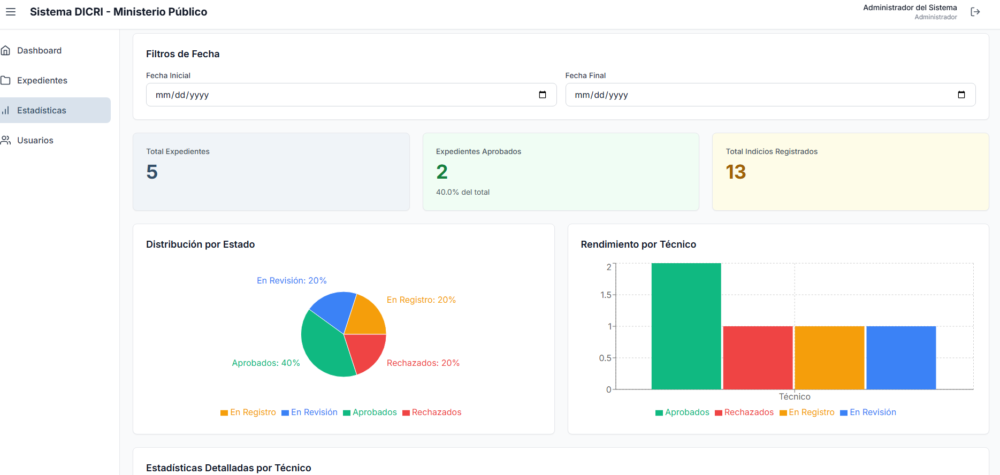 Sistema DICRI - Ministerio Público
Administrador del Sistema
Administrador
Dashboard
Expedientes
Estadísticas
Usuarios
Filtros de Fecha
Fecha Inicial
mm/dd/yyyy
Fecha Final
mm/dd/yyyy
Total Expedientes
5
Expedientes Aprobados
2
40.0% del total
Total Indicios Registrados
13
Distribución por Estado
En Revisión: 20%
En Registro: 20%
Aprobados: 40%
Rechazados: 20%
En Registro En Revisión Aprobados Rechazados
Rendimiento por Técnico
2
1.5
1
0.5
0
Técnico
Aprobados Rechazados En Registro En Revisión
Estadísticas Detalladas por Técnico